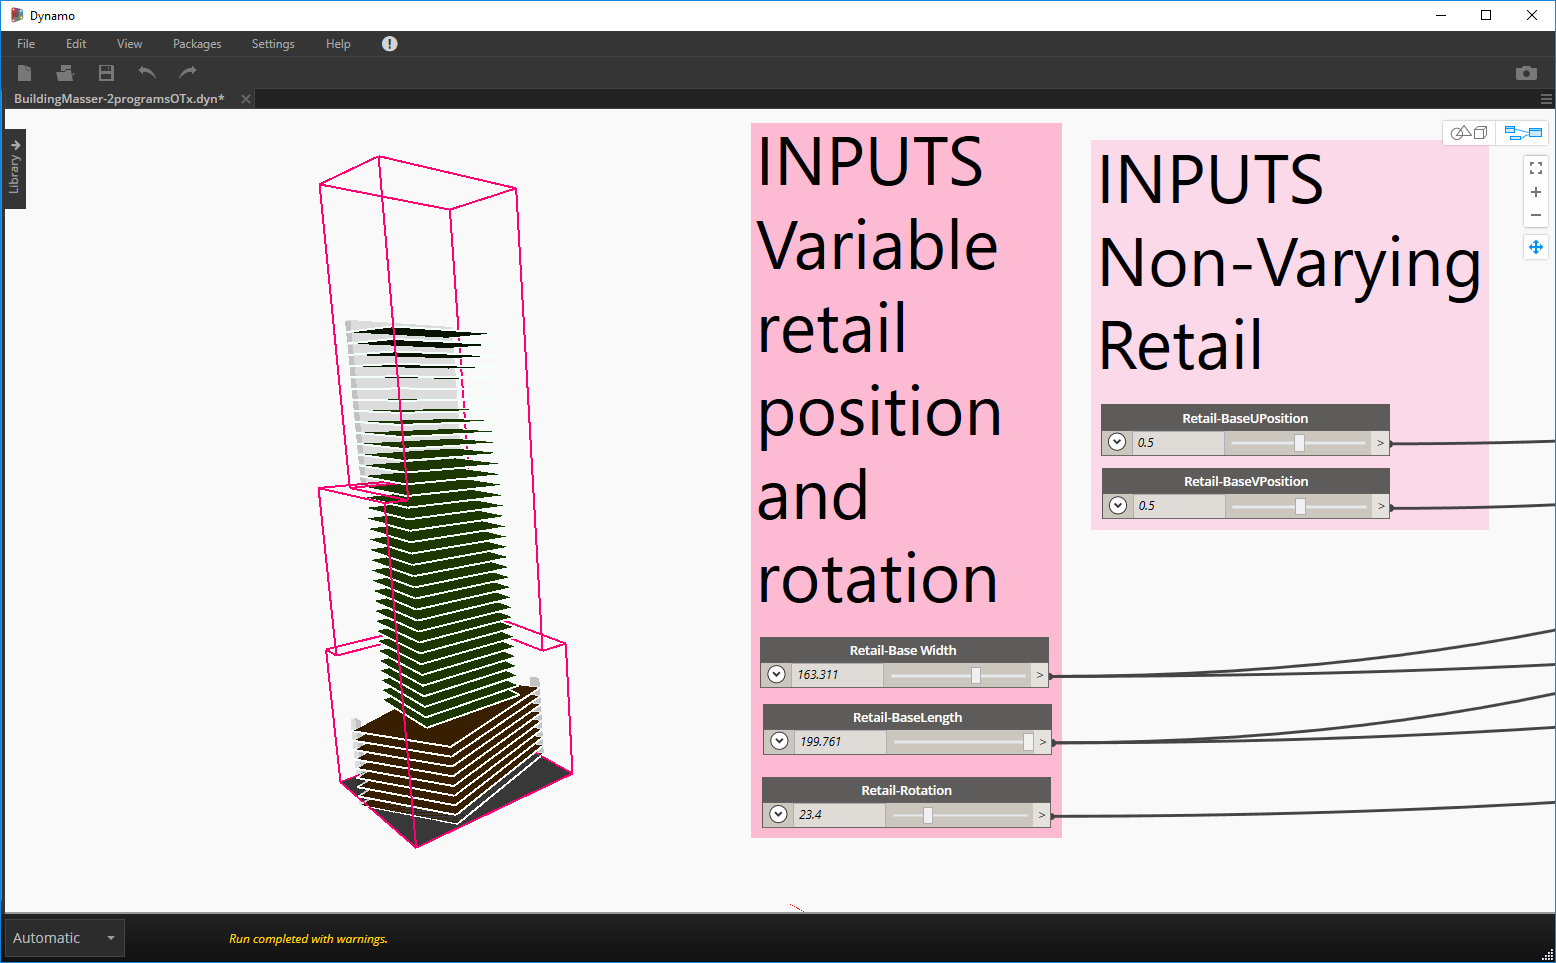 Dynamo
File Edit View Packages Settings Help
BuildingMasser-2programsOTx.dyn*
Library
INPUTS
Variable
retail
position
and
rotation
Retail-Base Width
163.311 >
Retail-BaseLength
199.761 >
Retail-Rotation
23.4 >
INPUTS
Non-Varying
Retail
Retail-BaseUPosition
0.5 >
Retail-BaseVPosition
0.5 >
Automatic
Run completed with warnings.